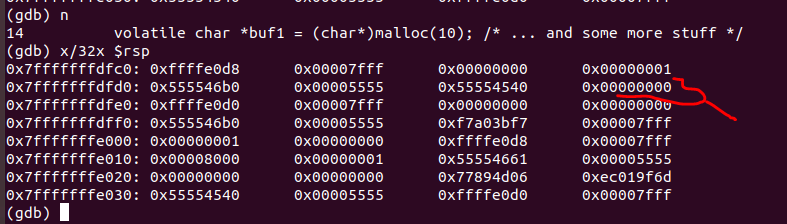 (gdb) n
14 volatile char *buf1 = (char*)malloc(10); /* ... and some more stuff */
(gdb) x/32x $rsp
0x7fffffffdfc0: 0xffffe0d8 0x00007fff 0x00000000 0x00000001
0x7fffffffdfd0: 0x555546b0 0x00005555 0x55554540 0x00000000
0x7fffffffdfe0: 0xffffe0d0 0x00007fff 0x00000000 0x00000000
0x7fffffffdff0: 0x555546b0 0x00005555 0xf7a03bf7 0x00007fff
0x7fffffffe000: 0x00000001 0x00000000 0xffffe0d8 0x00007fff
0x7fffffffe010: 0x00008000 0x00000001 0x55554661 0x00005555
0x7fffffffe020: 0x00000000 0x00000000 0x77894d06 0xec019f6d
0x7fffffffe030: 0x55554540 0x00005555 0xffffe0d0 0x00007fff
(gdb)